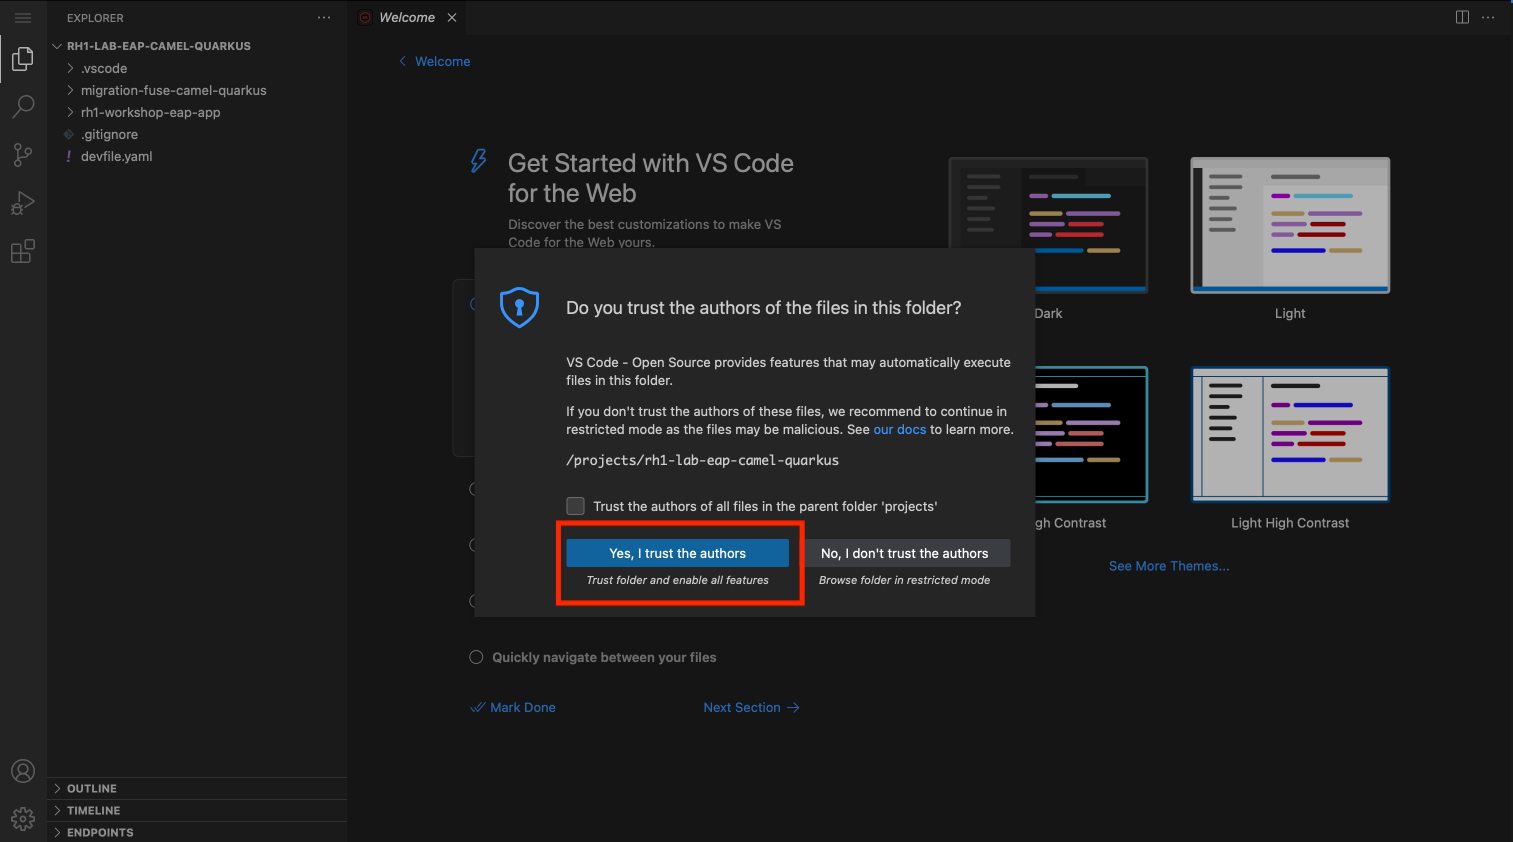 EXPLORER
RH1-LAB-EAP-CAMEL-QUARKUS
.vscode
migration-fuse-camel-quarkus
rh1-workshop-eap-app
.gitignore
! devfile.yaml
OUTLINE
TIMELINE
ENDPOINTS
Welcome
Welcome
Get Started with VS Code
for the Web
Discover the best customizations to make VS
Code for the Web yours.
Do you trust the authors of the files in this folder?
VS Code - Open Source provides features that may automatically execute
files in this folder.
If you don't trust the authors of these files, we recommend to continue in
restricted mode as the files may be malicious. See our docs to learn more.
/projects/rh1-lab-eap-camel-quarkus
Trust the authors of all files in the parent folder 'projects'
Yes, I trust the authors
Trust folder and enable all features
No, I don't trust the authors
Browse folder in restricted mode
Dark
Light
gh Contrast
Light High Contrast
See More Themes...
Quickly navigate between your files
Mark Done
Next Section